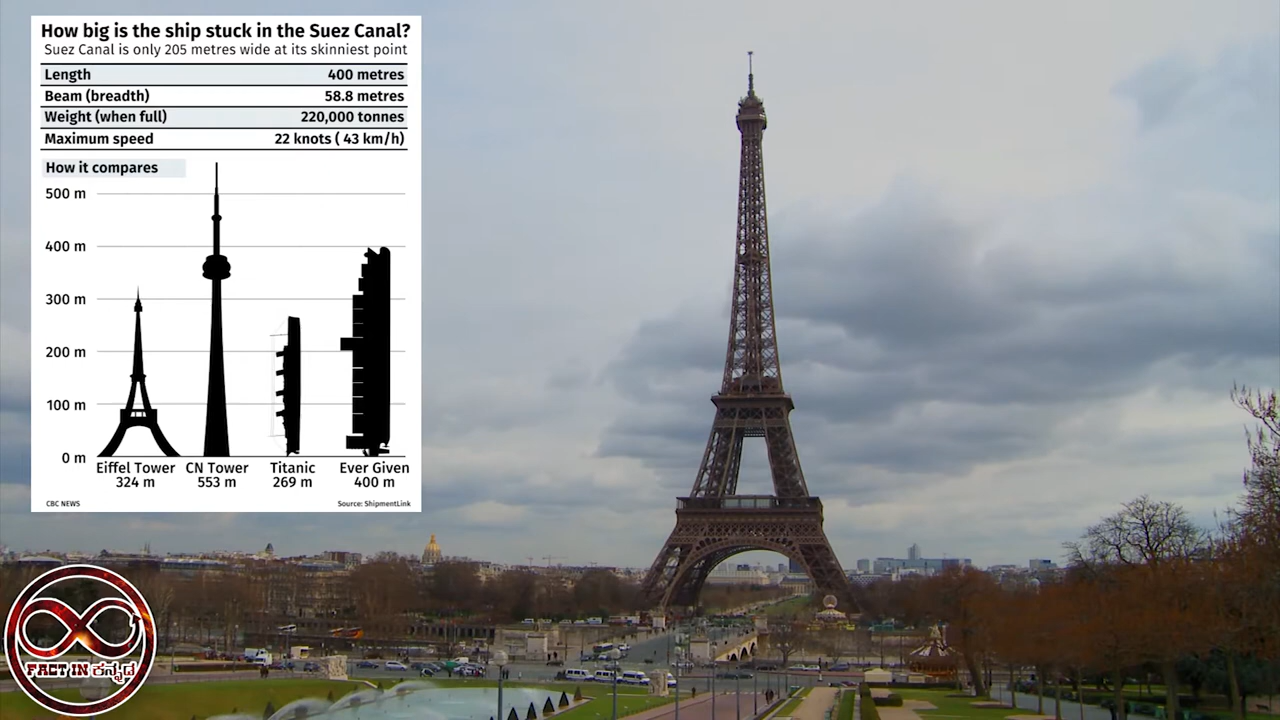 How big is the ship stuck in the Suez Canal?
Suez Canal is only 205 metres wide at its skinniest point
Length 400 metres
Beam (breadth) 58.8 metres
Weight (when full) 220,000 tonnes
Maximum speed 22 knots ( 43 km/h)
How it compares
500 m
400 m
300 m
200 m
100 m
0 m
Eiffel Tower CN Tower Titanic Ever Given
324 m 553 m 269 m 400 m
CBC NEWS Source: ShipmentLink
FACT IN ಕನ್ನಡ